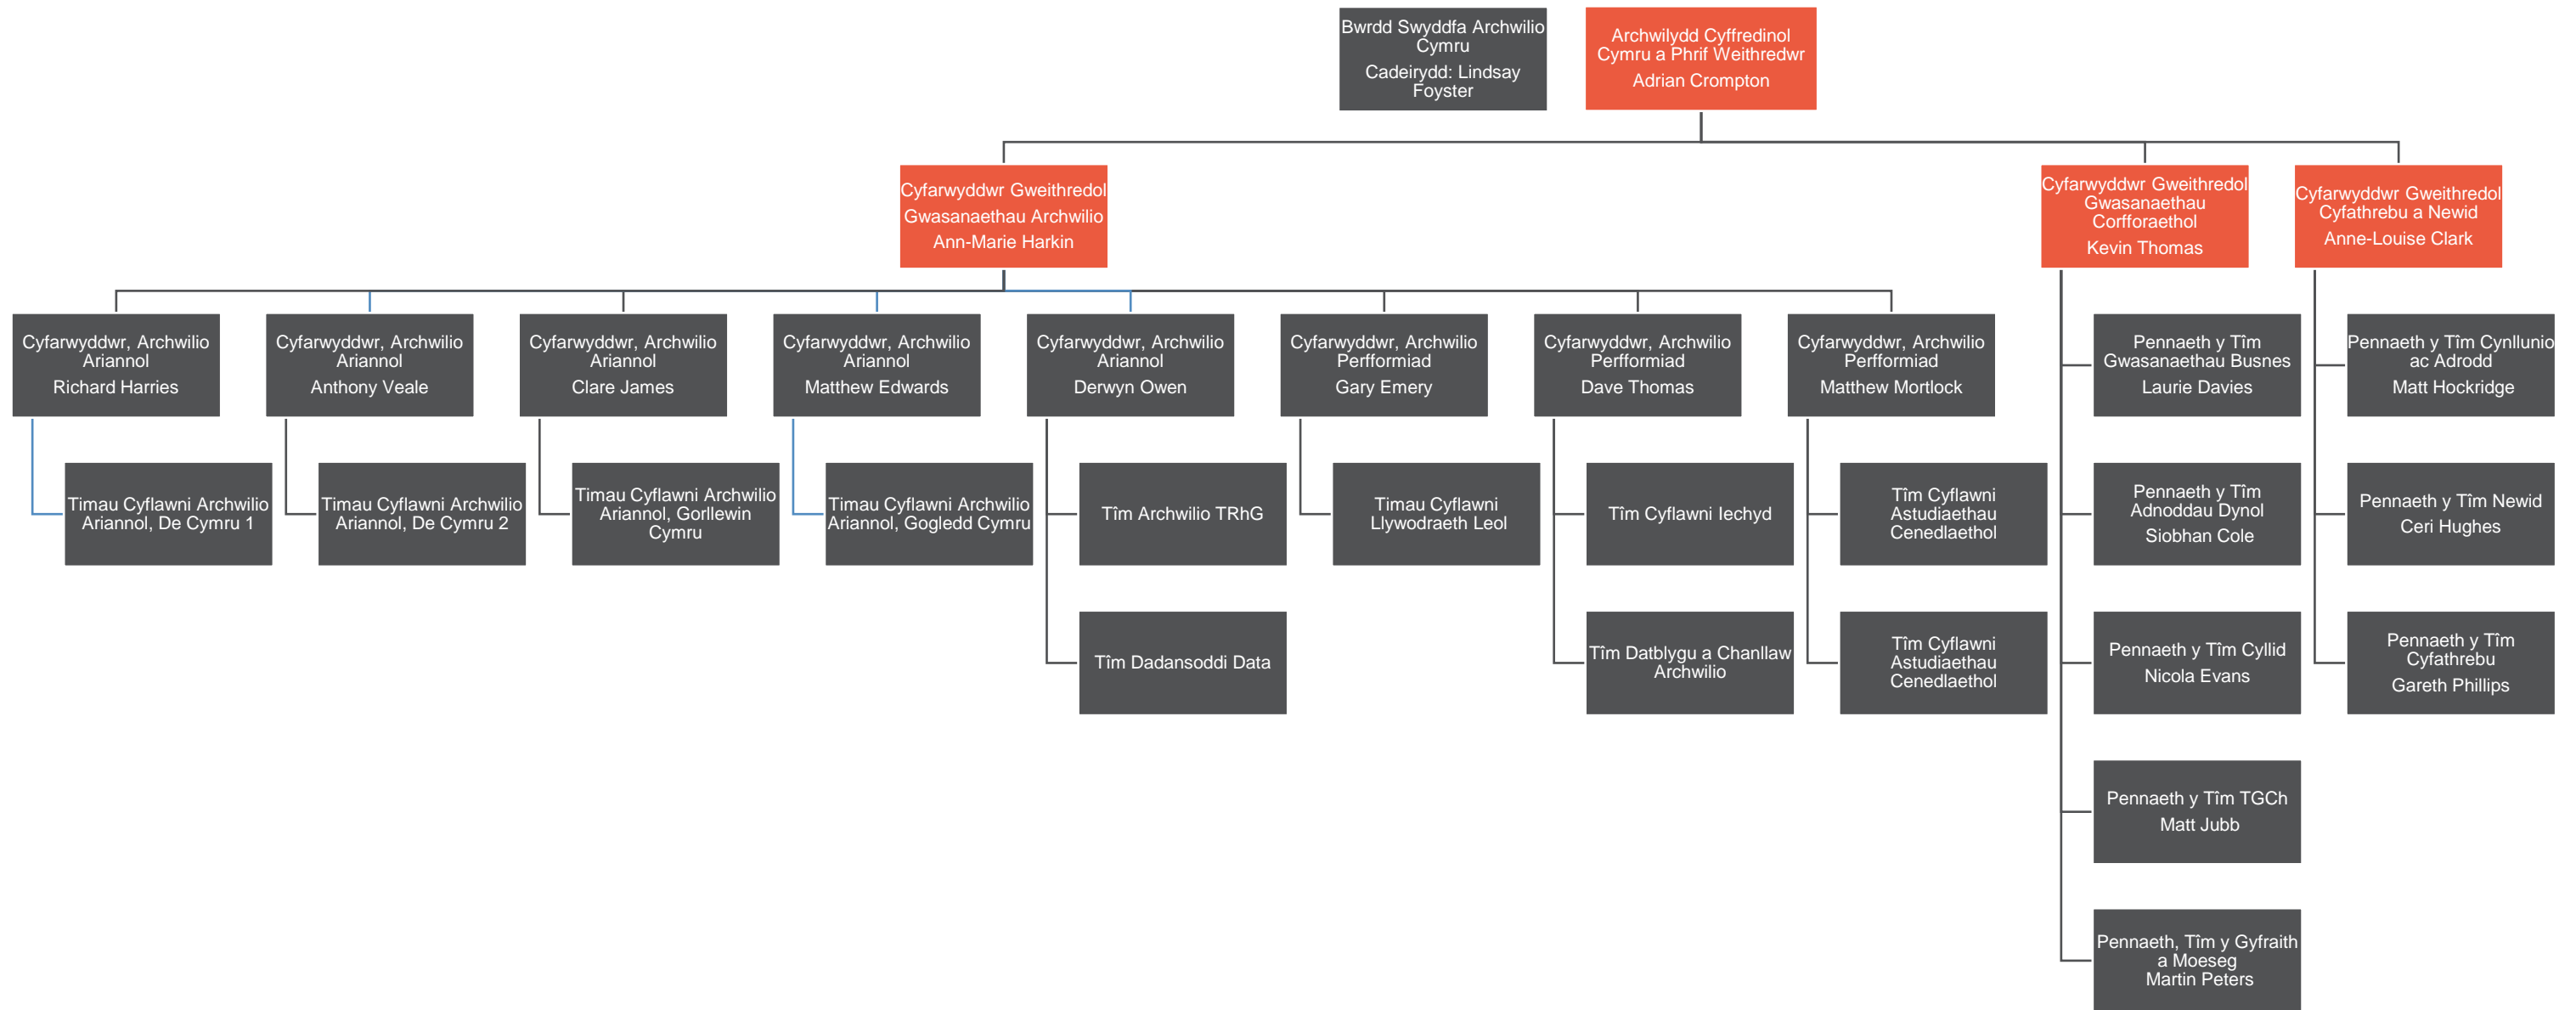 Bwrdd Swyddfa Archwilio
Cymru
Cadeirydd: Lindsay
Foyster
Archwilydd Cyffredinol
Cymru a Phrif Weithredwr
Adrian Crompton
Cyfarwyddwr Gweithredol
Gwasanaethau Archwilio
Ann-Marie Harkin
Cyfarwyddwr Gweithredol
Gwasanaethau
Corfforaethol
Kevin Thomas
Cyfarwyddwr Gweithredol
Cyfathrebu a Newid
Anne-Louise Clark
Cyfarwyddwr, Archwilio
Ariannol
Richard Harries
Cyfarwyddwr, Archwilio
Ariannol
Anthony Veale
Cyfarwyddwr, Archwilio
Ariannol
Clare James
Cyfarwyddwr, Archwilio
Ariannol
Matthew Edwards
Cyfarwyddwr, Archwilio
Ariannol
Derwyn Owen
Cyfarwyddwr, Archwilio
Perfformiad
Gary Emery
Cyfarwyddwr, Archwilio
Perfformiad
Dave Thomas
Cyfarwyddwr, Archwilio
Perfformiad
Matthew Mortlock
Pennaeth y Tîm
Gwasanaethau Busnes
Laurie Davies
Pennaeth y Tîm Cynllunio
ac Adrodd
Matt Hockridge
Timau Cyflawni Archwilio
Ariannol, De Cymru 1
Timau Cyflawni Archwilio
Ariannol, De Cymru 2
Timau Cyflawni Archwilio
Ariannol, Gorllewin
Cymru
Timau Cyflawni Archwilio
Ariannol, Gogledd Cymru
Tîm Archwilio TRhG
Timau Cyflawni
Llywodraeth Leol
Tîm Cyflawni Iechyd
Tîm Cyflawni
Astudiaethau
Cenedlaethol
Pennaeth y Tîm
Adnoddau Dynol
Siobhan Cole
Pennaeth y Tîm Newid
Ceri Hughes
Tîm Dadansoddi Data
Tîm Datblygu a Chanllaw
Archwilio
Tîm Cyflawni
Astudiaethau
Cenedlaethol
Pennaeth y Tîm Cyllid
Nicola Evans
Pennaeth y Tîm
Cyfathrebu
Gareth Phillips
Pennaeth y Tîm TGCh
Matt Jubb
Pennaeth, Tîm y Gyfraith
a Moeseg
Martin Peters